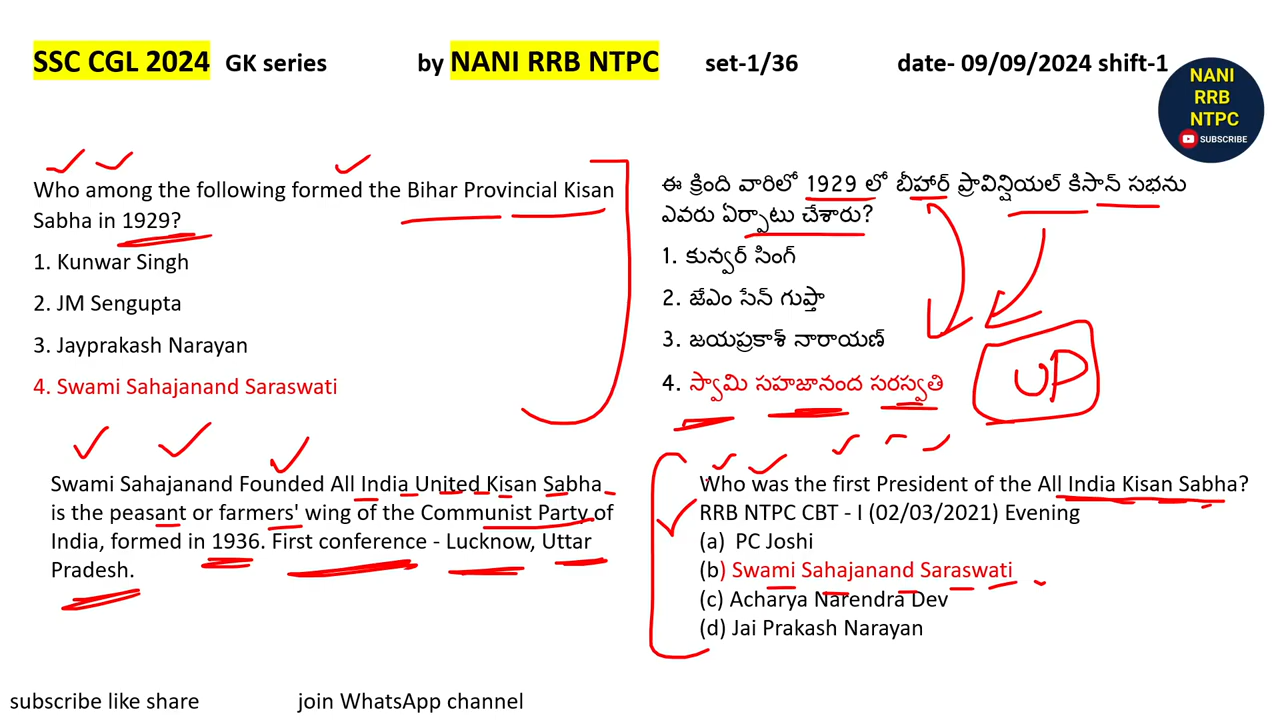 SSC CGL 2024 GK series by NANI RRB NTPC set-1/36 date- 09/09/2024 shift-1
NANI
RRB
NTPC
SUBSCRIBE
Who among the following formed the Bihar Provincial Kisan
Sabha in 1929?
1. Kunwar Singh
2. JM Sengupta
3. Jayprakash Narayan
4. Swami Sahajanand Saraswati
ఈ క్రింది వారిలో 1929 లో బీహార్ ప్రావిన్షియల్ కిసాన్ సభను
ఎవరు ఏర్పాటు చేశారు?
1. కున్వర్ సింగ్
2. జేఎం సేన్ గుప్తా
3. జయప్రకాశ్ నారాయణ్
4. స్వామి సహజానంద సరస్వతి
UP
Swami Sahajanand Founded All India United Kisan Sabha
is the peasant or farmers' wing of the Communist Party of
India, formed in 1936. First conference - Lucknow, Uttar
Pradesh.
Who was the first President of the All India Kisan Sabha?
RRB NTPC CBT - I (02/03/2021) Evening
(a) PC Joshi
(b) Swami Sahajanand Saraswati
(c) Acharya Narendra Dev
(d) Jai Prakash Narayan
subscribe like share join WhatsApp channel